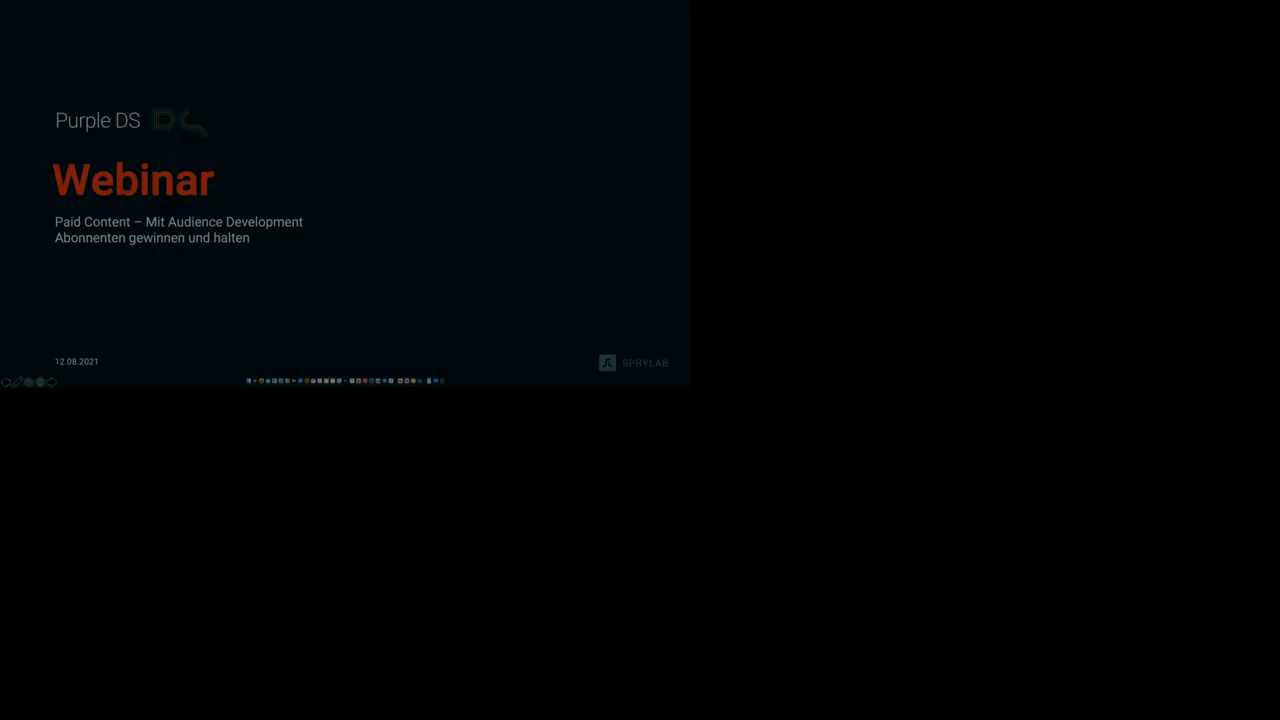 Purple DS
Webinar
Paid Content – Mit Audience Development
Abonnenten gewinnen und halten
12.08.2021
SPRYLAB